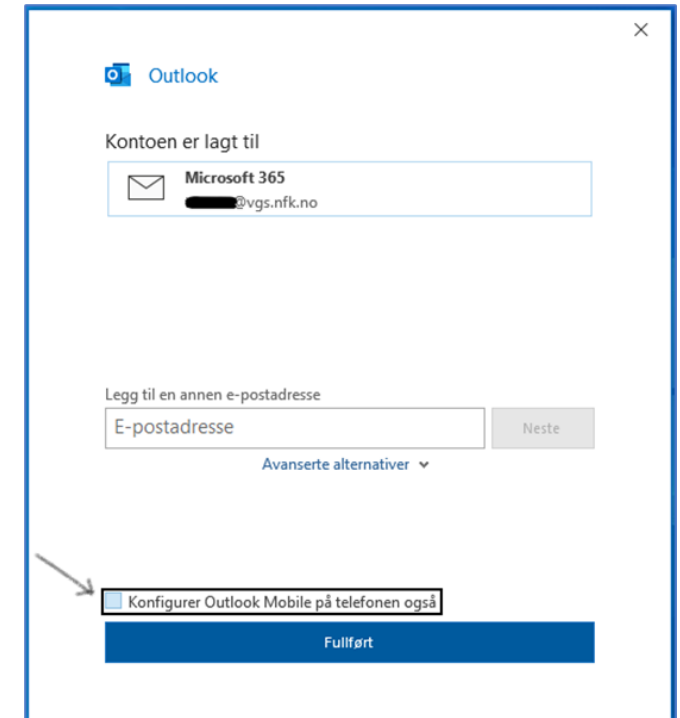 Outlook
Kontoen er lagt til
Microsoft 365
@vgs.nfk.no
Legg til en annen e-postadresse
E-postadresse
Neste
Avanserte alternativer
Konfigurer Outlook Mobile på telefonen også
Fullført